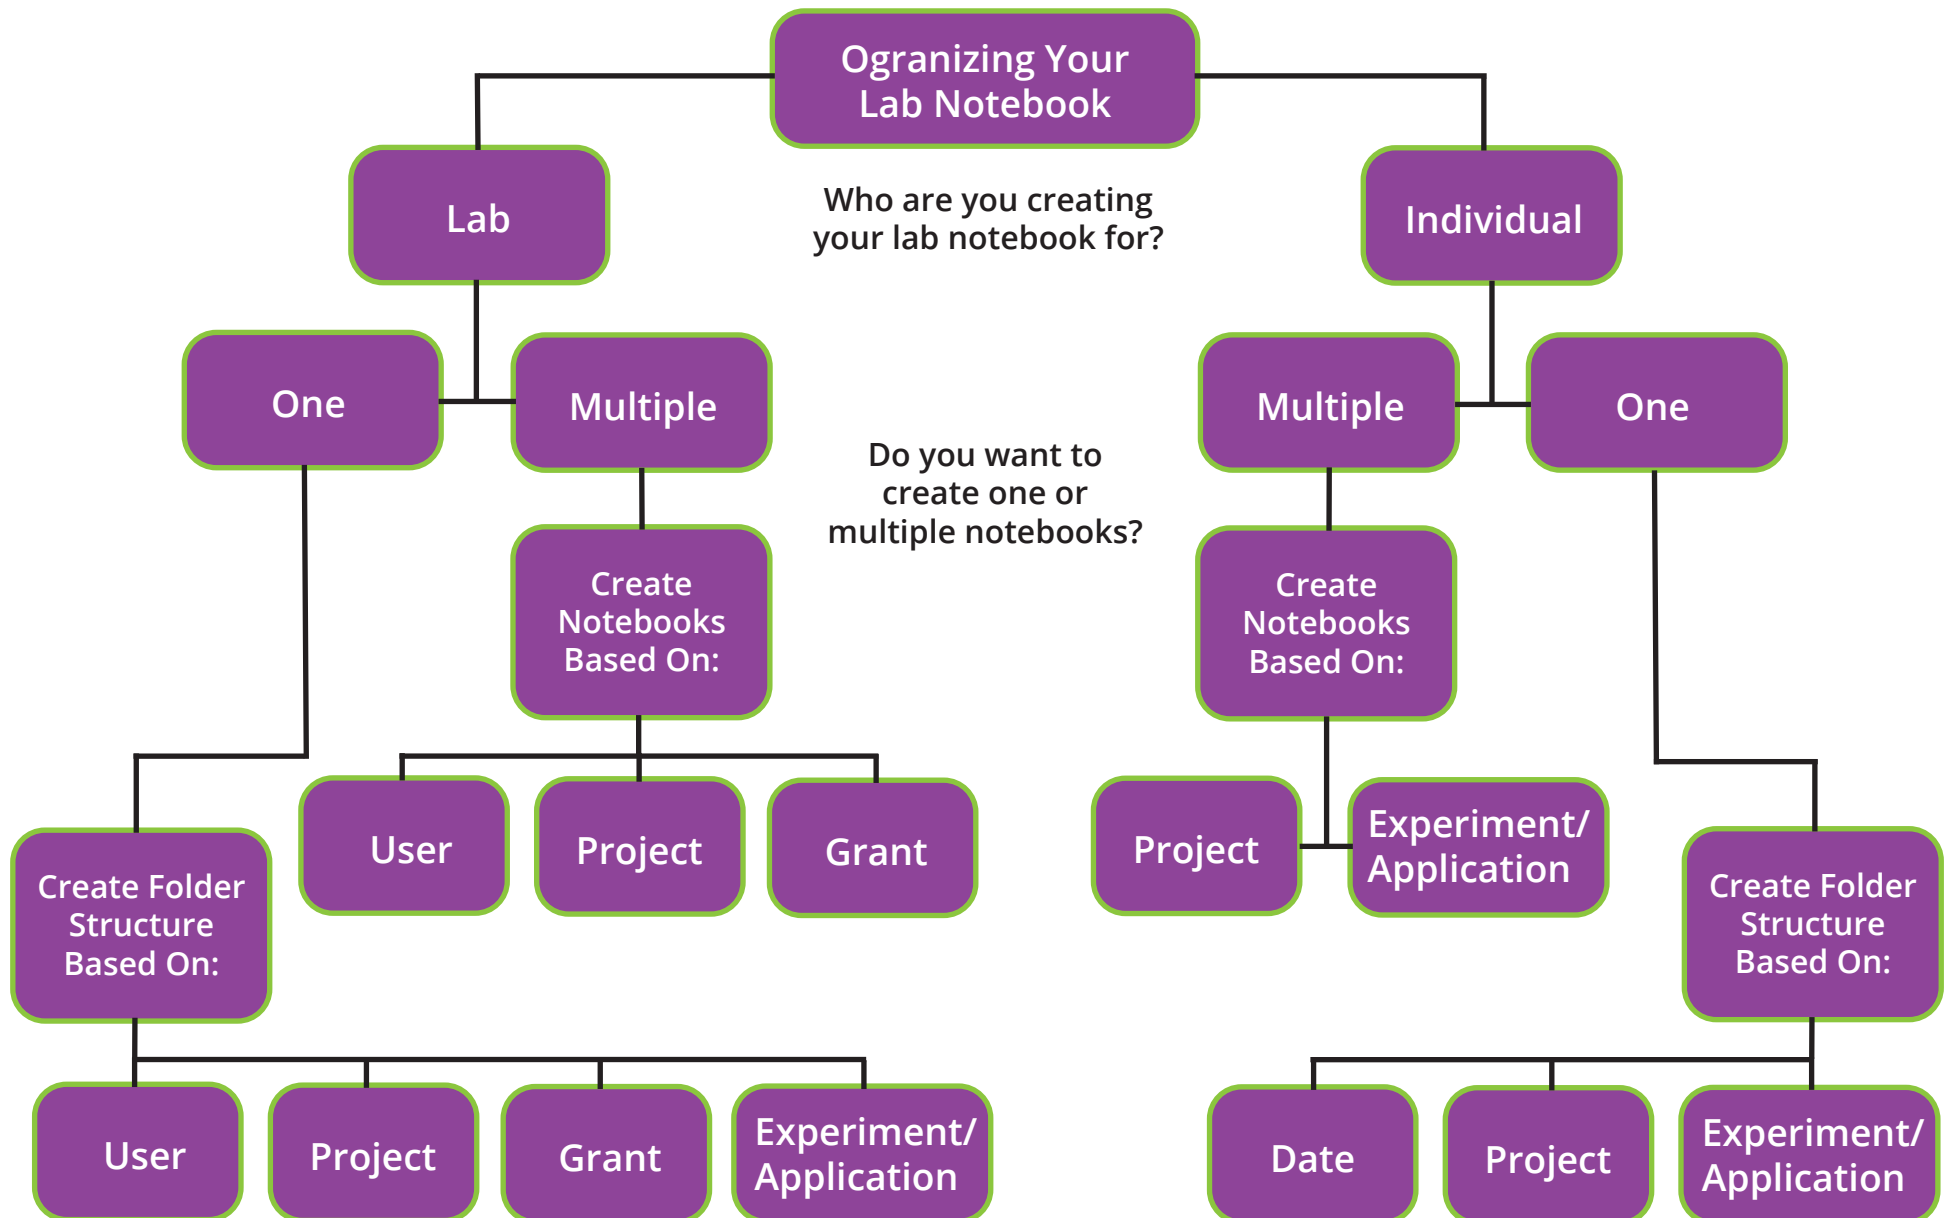 Ogranizing Your
Lab Notebook
Lab
Who are you creating
your lab notebook for?
Individual
One
Multiple
Multiple
One
Do you want to
create one or
multiple notebooks?
Create
Notebooks
Based On:
Create
Notebooks
Based On:
User
Project
Grant
Project
Experiment/
Application
Create Folder
Structure
Based On:
Create Folder
Structure
Based On:
User
Project
Grant
Experiment/
Application
Date
Project
Experiment/
Application